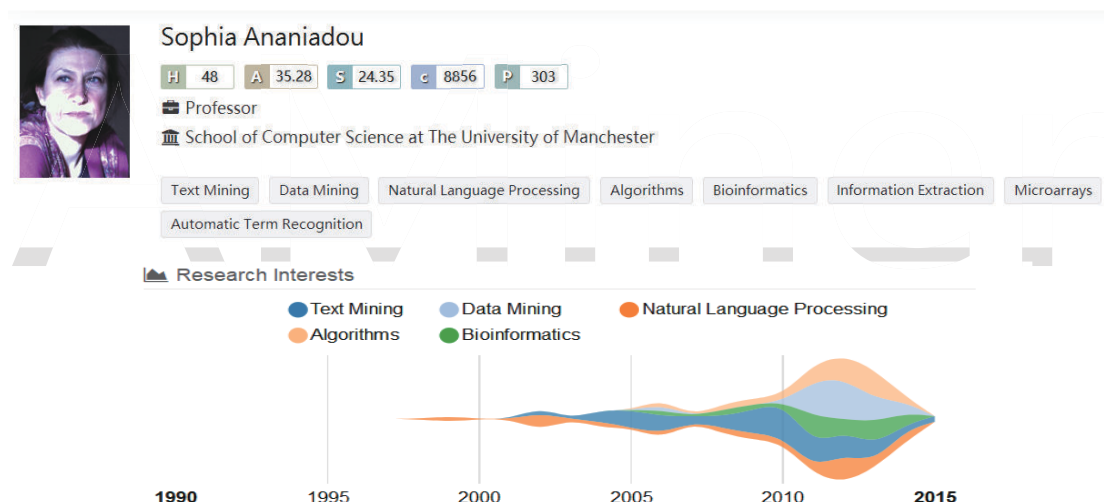 Sophia Ananiadou
H 48 A 35.28 S 24.35 c 8856 P 303
Professor
School of Computer Science at The University of Manchester
Text Mining Data Mining Natural Language Processing Algorithms Bioinformatics Information Extraction Microarrays
Automatic Term Recognition
Research Interests
Text Mining Data Mining Natural Language Processing
Algorithms Bioinformatics
1990 1995 2000 2005 2010 2015